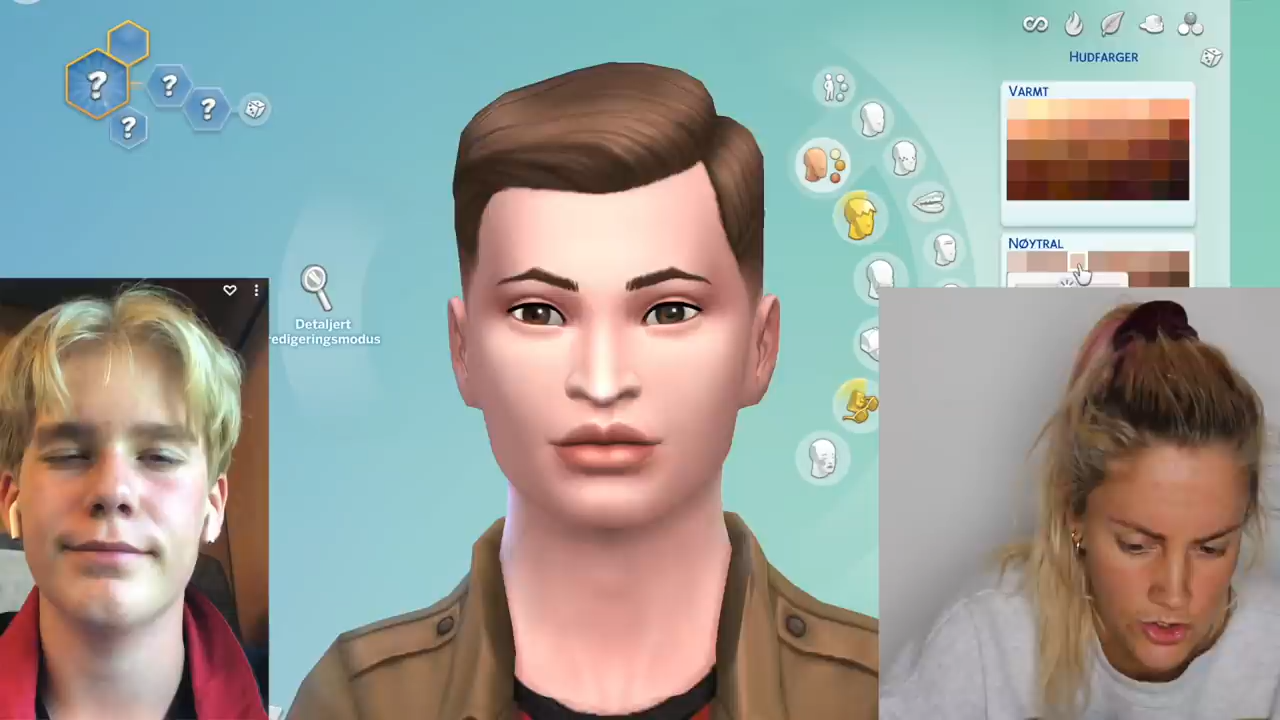 HUDFARGER
VARMT
NØYTRAL
Detaljert
redigeringsmodus
?
?
?
?